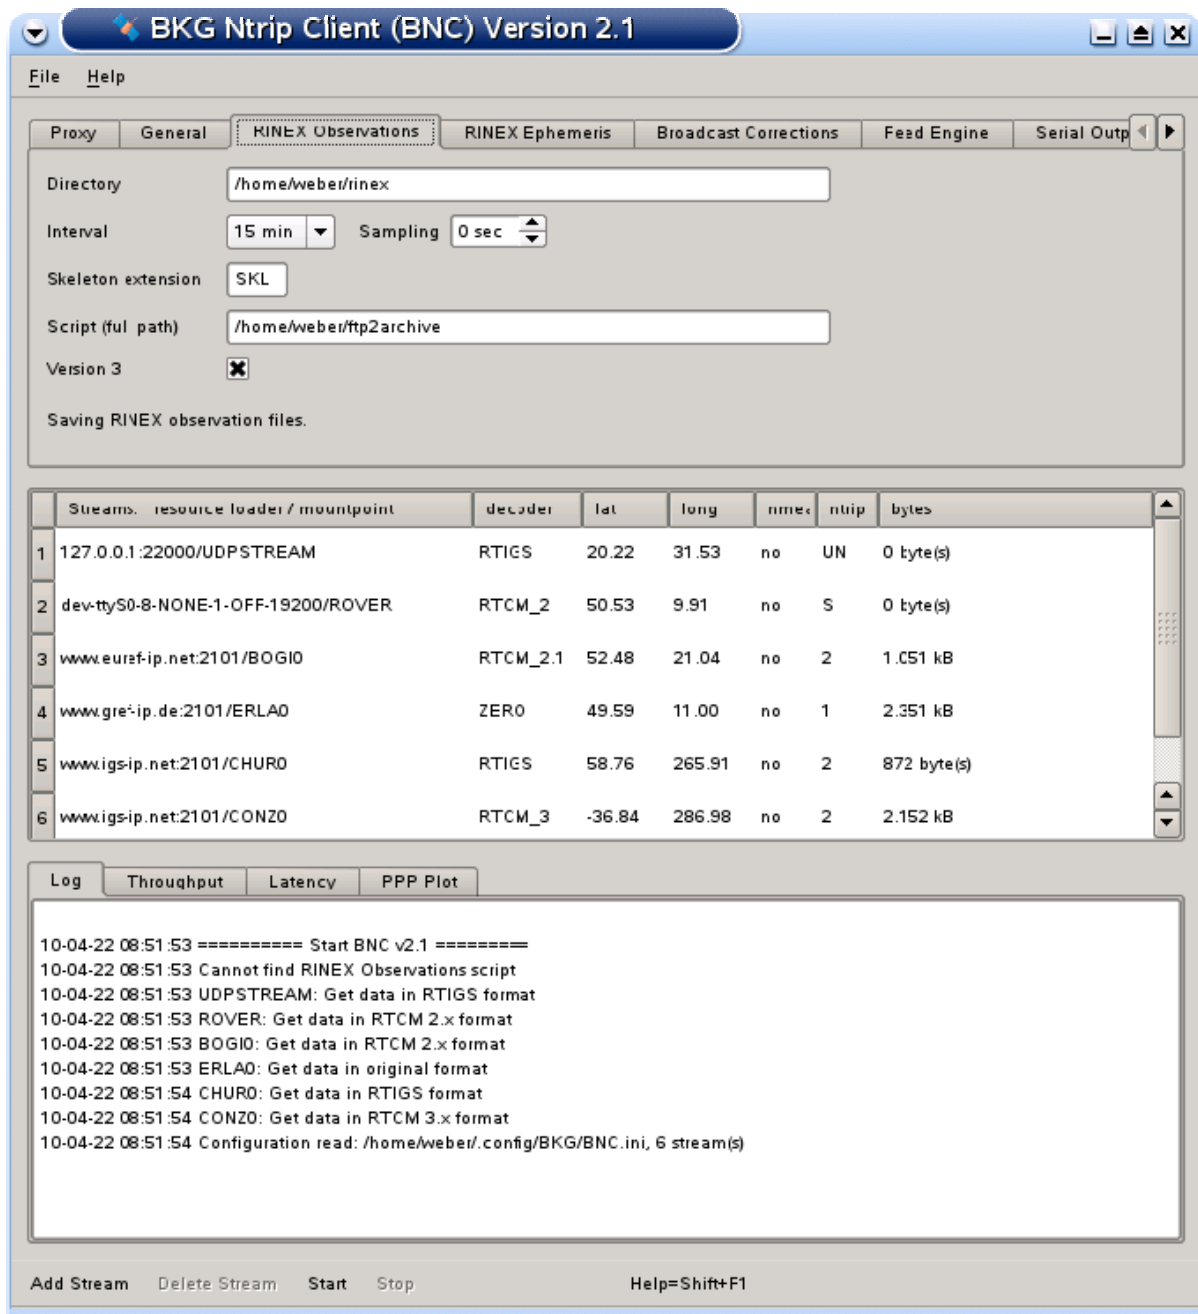 BKG Ntrip Client (BNC) Version 2.1
File Help
Proxy General RINEX Observations RINEX Ephemeris Broadcast Corrections Feed Engine Serial Outp
Directory /home/weber/rinex
Interval 15 min Sampling 0 sec
Skeleton extension SKL
Script (full path) /home/weber/ftp2archive
Version 3
Saving RINEX observation files.
Streams: resource loader / mountpoint decoder lat long nmea ntrip bytes
1 127.0.0.1:22000/UDPSTREAM RTIGS 20.22 31.53 no UN 0 byte(s)
2 dev-ttyS0-8-NONE-1-OFF-19200/ROVER RTCM_2 50.53 9.91 no S 0 byte(s)
3 www.euref-ip.net:2101/BOGI0 RTCM_2.1 52.48 21.04 no 2 1.051 kB
4 www.gref-ip.de:2101/ERLA0 ZERO 49.59 11.00 no 1 2.351 kB
5 www.igs-ip.net:2101/CHUR0 RTIGS 58.76 265.91 no 2 872 byte(s)
6 www.igs-ip.net:2101/CONZ0 RTCM_3 -36.84 286.98 no 2 2.152 kB
Log Throughput Latency PPP Plot
10-04-22 08:51:53 ========== Start BNC v2.1 =========
10-04-22 08:51:53 Cannot find RINEX Observations script
10-04-22 08:51:53 UDPSTREAM: Get data in RTIGS format
10-04-22 08:51:53 ROVER: Get data in RTCM 2.x format
10-04-22 08:51:53 BOGI0: Get data in RTCM 2.x format
10-04-22 08:51:53 ERLA0: Get data in original format
10-04-22 08:51:54 CHUR0: Get data in RTIGS format
10-04-22 08:51:54 CONZ0: Get data in RTCM 3.x format
10-04-22 08:51:54 Configuration read: /home/weber/.config/BKG/BNC.ini, 6 stream(s)
Add Stream Delete Stream Start Stop Help=Shift+F1